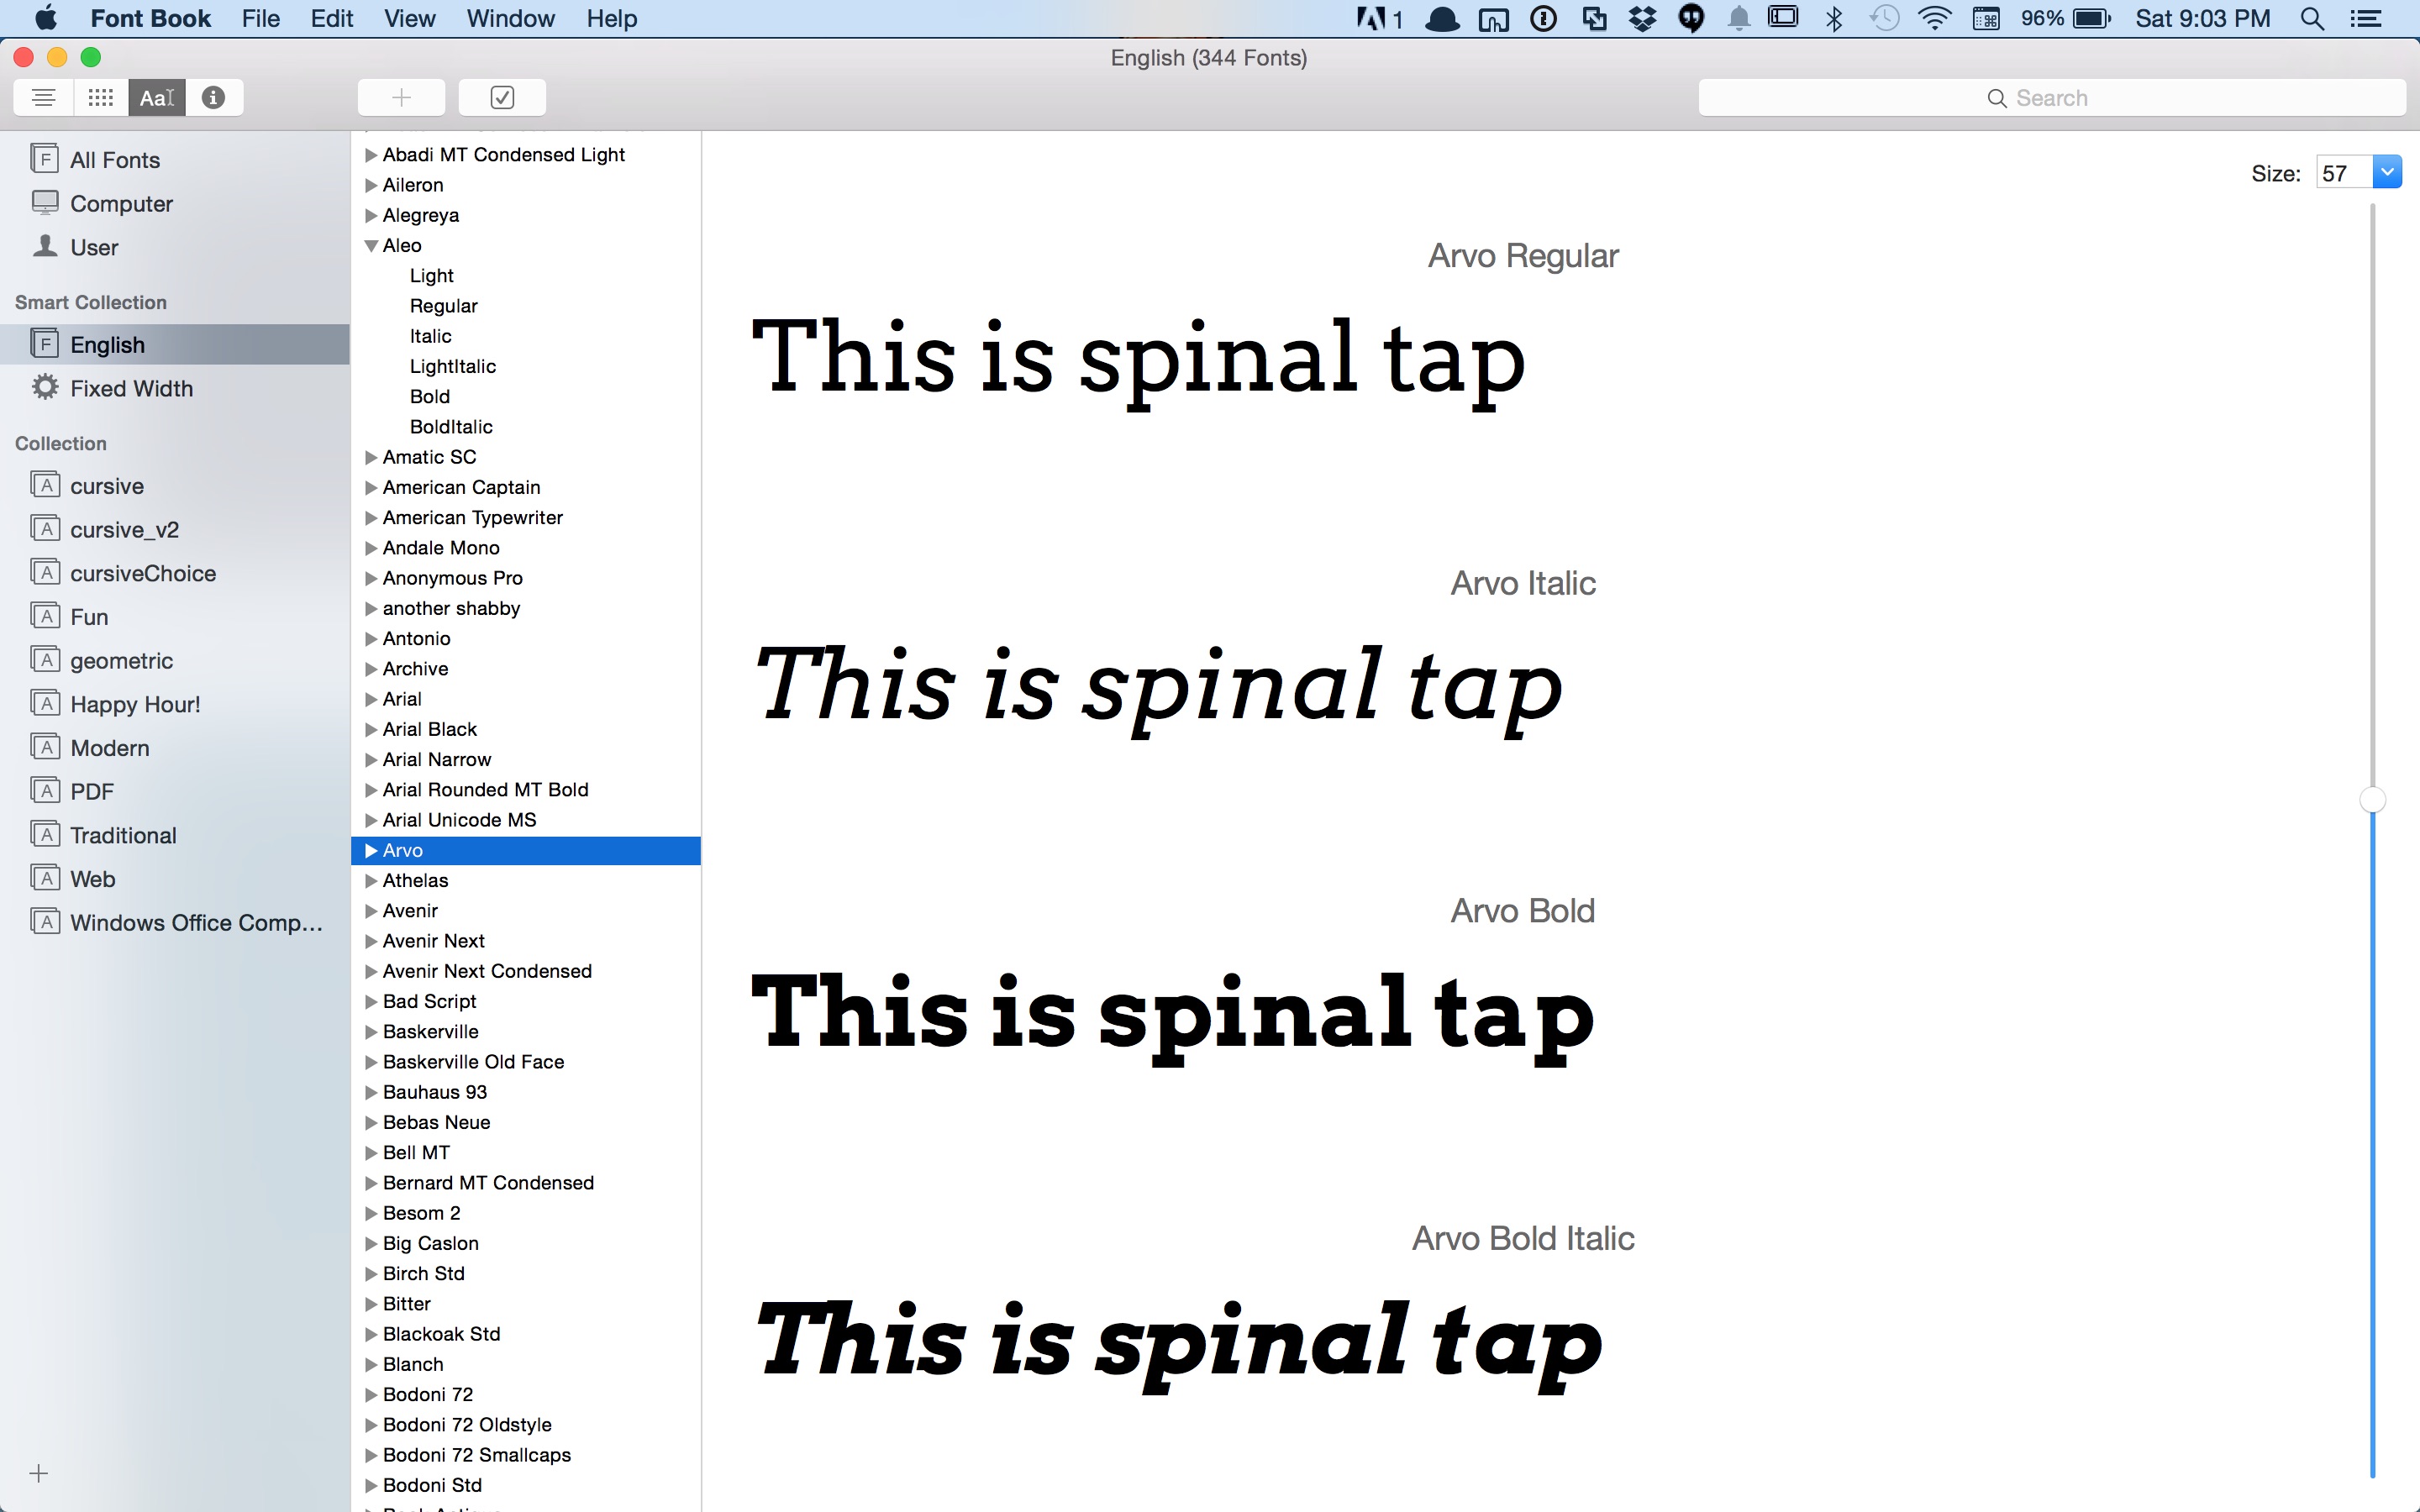 Font Book File Edit View Window Help 1 96% Sat 9:03 PM
English (344 Fonts)
Aa Search
All Fonts
Computer
User
Smart Collection
English
Fixed Width
Collection
cursive
cursive_v2
cursiveChoice
Fun
geometric
Happy Hour!
Modern
PDF
Traditional
Web
Windows Office Comp...
Abadi MT Condensed Light
Aileron
Alegreya
Aleo
Light
Regular
Italic
LightItalic
Bold
BoldItalic
Amatic SC
American Captain
American Typewriter
Andale Mono
Anonymous Pro
another shabby
Antonio
Archive
Arial
Arial Black
Arial Narrow
Arial Rounded MT Bold
Arial Unicode MS
Arvo
Athelas
Avenir
Avenir Next
Avenir Next Condensed
Bad Script
Baskerville
Baskerville Old Face
Bauhaus 93
Bebas Neue
Bell MT
Bernard MT Condensed
Besom 2
Big Caslon
Birch Std
Bitter
Blackoak Std
Blanch
Bodoni 72
Bodoni 72 Oldstyle
Bodoni 72 Smallcaps
Bodoni Std
Size: 57
Arvo Regular
This is spinal tap
Arvo Italic
This is spinal tap
Arvo Bold
This is spinal tap
Arvo Bold Italic
This is spinal tap